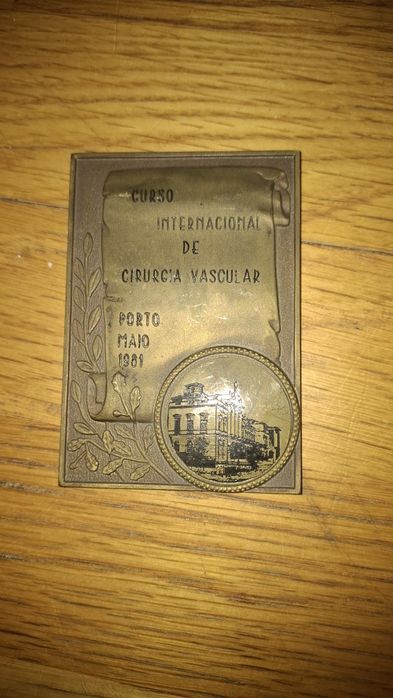 CURSO
INTERNACIONAL
DE
CIRURGIA VASCULAR
PORTO
MAIO
1981